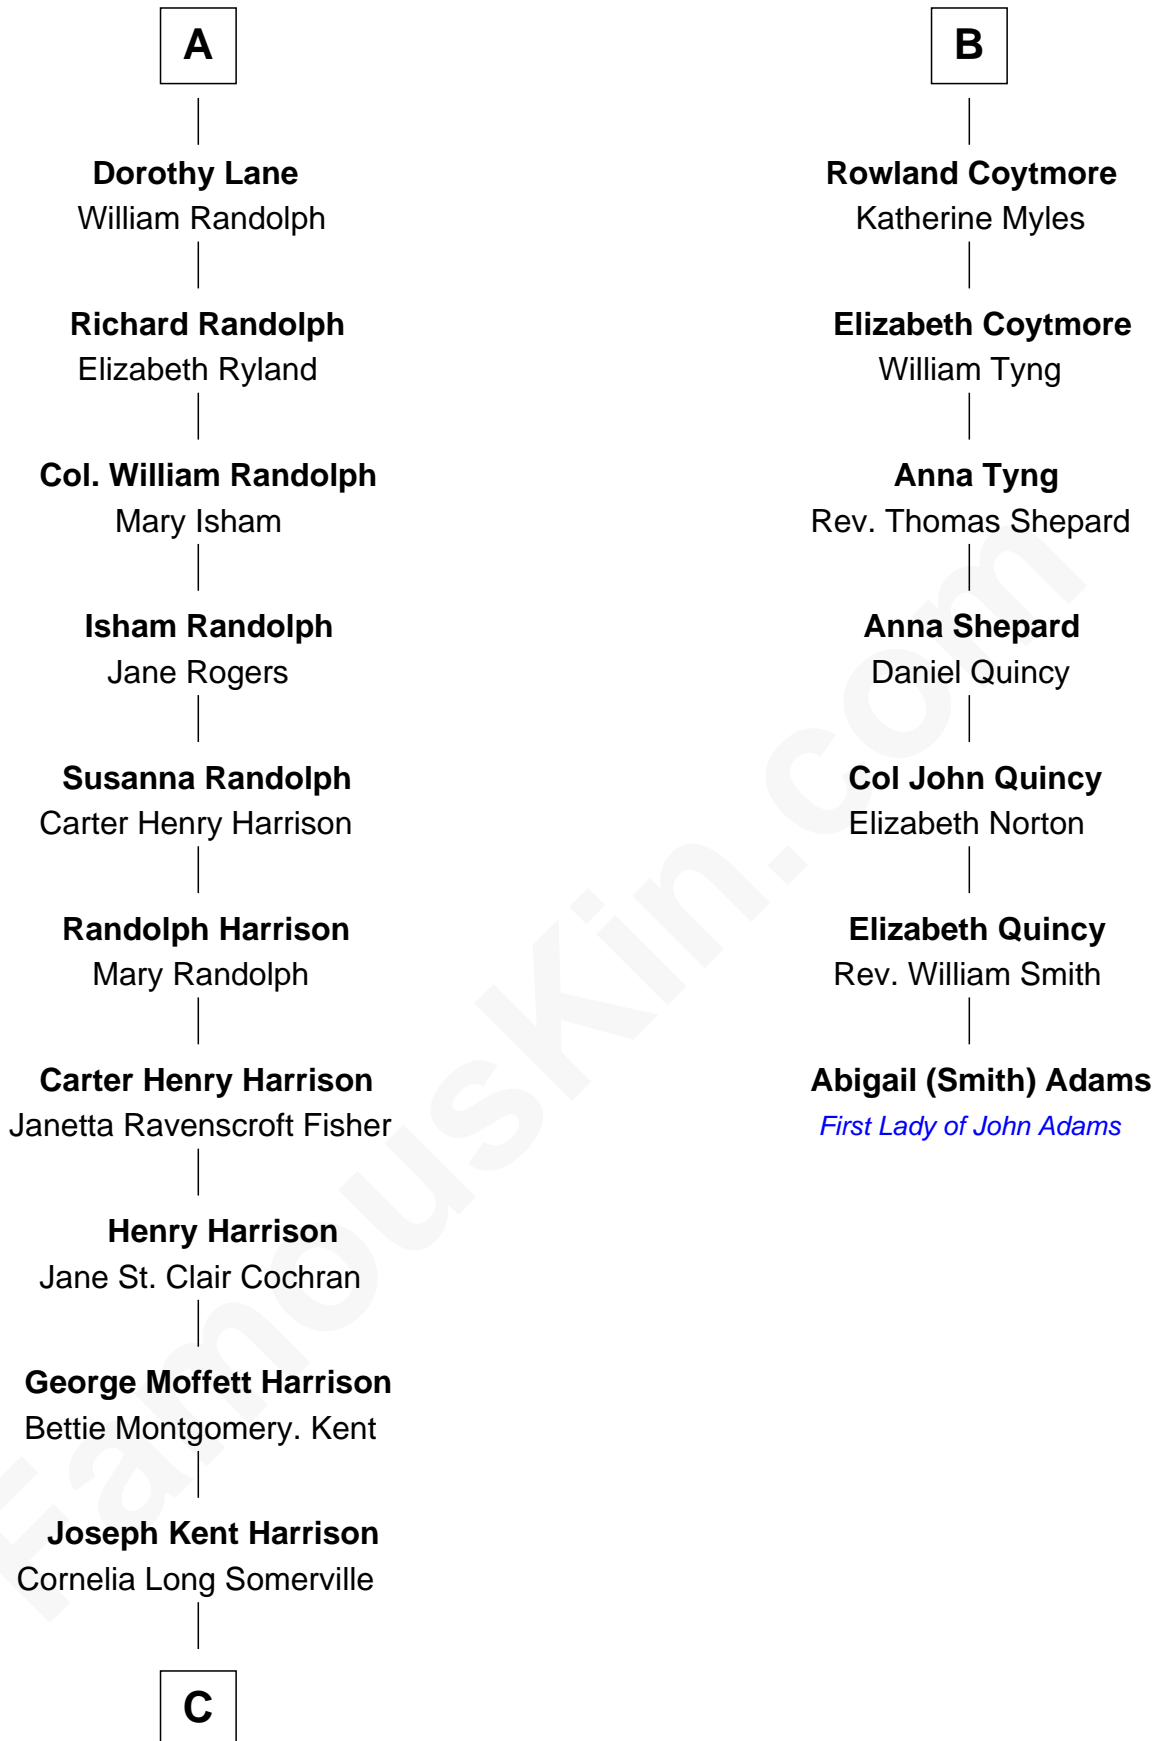 A
Dorothy Lane
William Randolph
Richard Randolph
Elizabeth Ryland
Col. William Randolph
Mary Isham
Isham Randolph
Jane Rogers
Susanna Randolph
Carter Henry Harrison
Randolph Harrison
Mary Randolph
Carter Henry Harrison
Janetta Ravenscroft Fisher
Henry Harrison
Jane St. Clair Cochran
George Moffett Harrison
Bettie Montgomery. Kent
Joseph Kent Harrison
Cornelia Long Somerville
C
B
Rowland Coytmore
Katherine Myles
Elizabeth Coytmore
William Tyng
Anna Tyng
Rev. Thomas Shepard
Anna Shepard
Daniel Quincy
Col John Quincy
Elizabeth Norton
Elizabeth Quincy
Rev. William Smith
Abigail (Smith) Adams
First Lady of John Adams
FamousKin.com